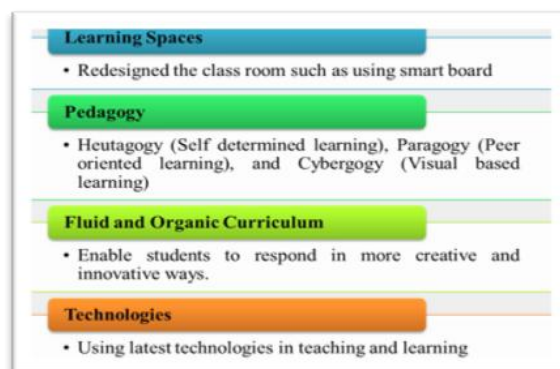 Learning Spaces
• Redesigned the class room such as using smart board
Pedagogy
• Heutagogy (Self determined learning), Paragogy (Peer
oriented learning), and Cybergogy (Visual based
learning)
Fluid and Organic Curriculum
• Enable students to respond in more creative and
innovative ways.
Technologies
• Using latest technologies in teaching and learning